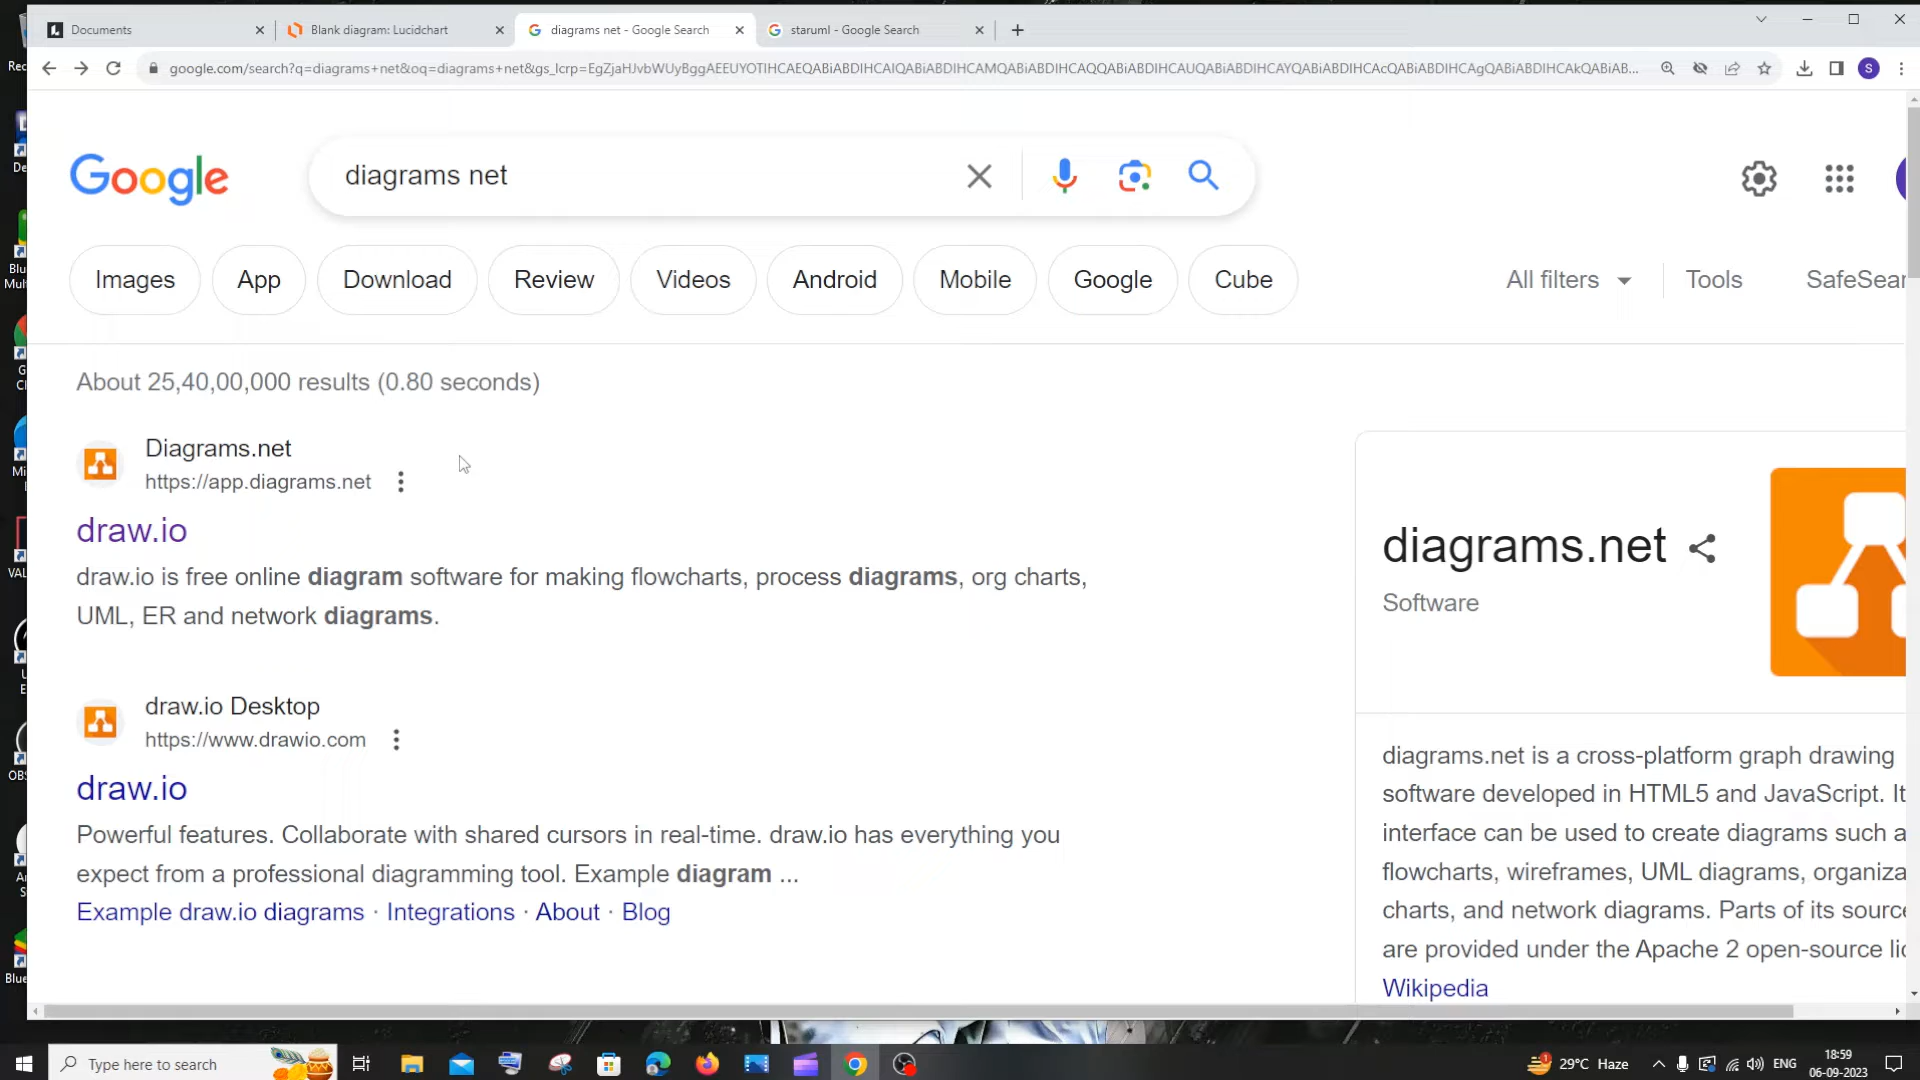 Documents
Blank diagram: Lucidchart
diagrams net - Google Search
staruml - Google Search
google.com/search?q=diagrams+net&oq=diagrams+net&gs_lcrp=EgZjaHJvbWUyBggAEEUYOTIHCAEQABiABDIHCAIQABiABDIHCAMQABiABDIHCAQQABiABDIHCAUQABiABDIHCAYQABiABDIHCAcQABiABDIHCAgQABiABDIHCAkQABiAB...
S
Google
diagrams net
Images
App
Download
Review
Videos
Android
Mobile
Google
Cube
All filters
Tools
SafeSear
About 25,40,00,000 results (0.80 seconds)
Diagrams.net
https://app.diagrams.net
draw.io
draw.io is free online diagram software for making flowcharts, process diagrams, org charts,
UML, ER and network diagrams.
draw.io Desktop
https://www.drawio.com
draw.io
Powerful features. Collaborate with shared cursors in real-time. draw.io has everything you
expect from a professional diagramming tool. Example diagram ...
Example draw.io diagrams · Integrations · About · Blog
diagrams.net
Software
diagrams.net is a cross-platform graph drawing
software developed in HTML5 and JavaScript. It
interface can be used to create diagrams such a
flowcharts, wireframes, UML diagrams, organiza
charts, and network diagrams. Parts of its source
are provided under the Apache 2 open-source lic
Wikipedia
Type here to search
29°C Haze
ENG
18:59
06-09-2023